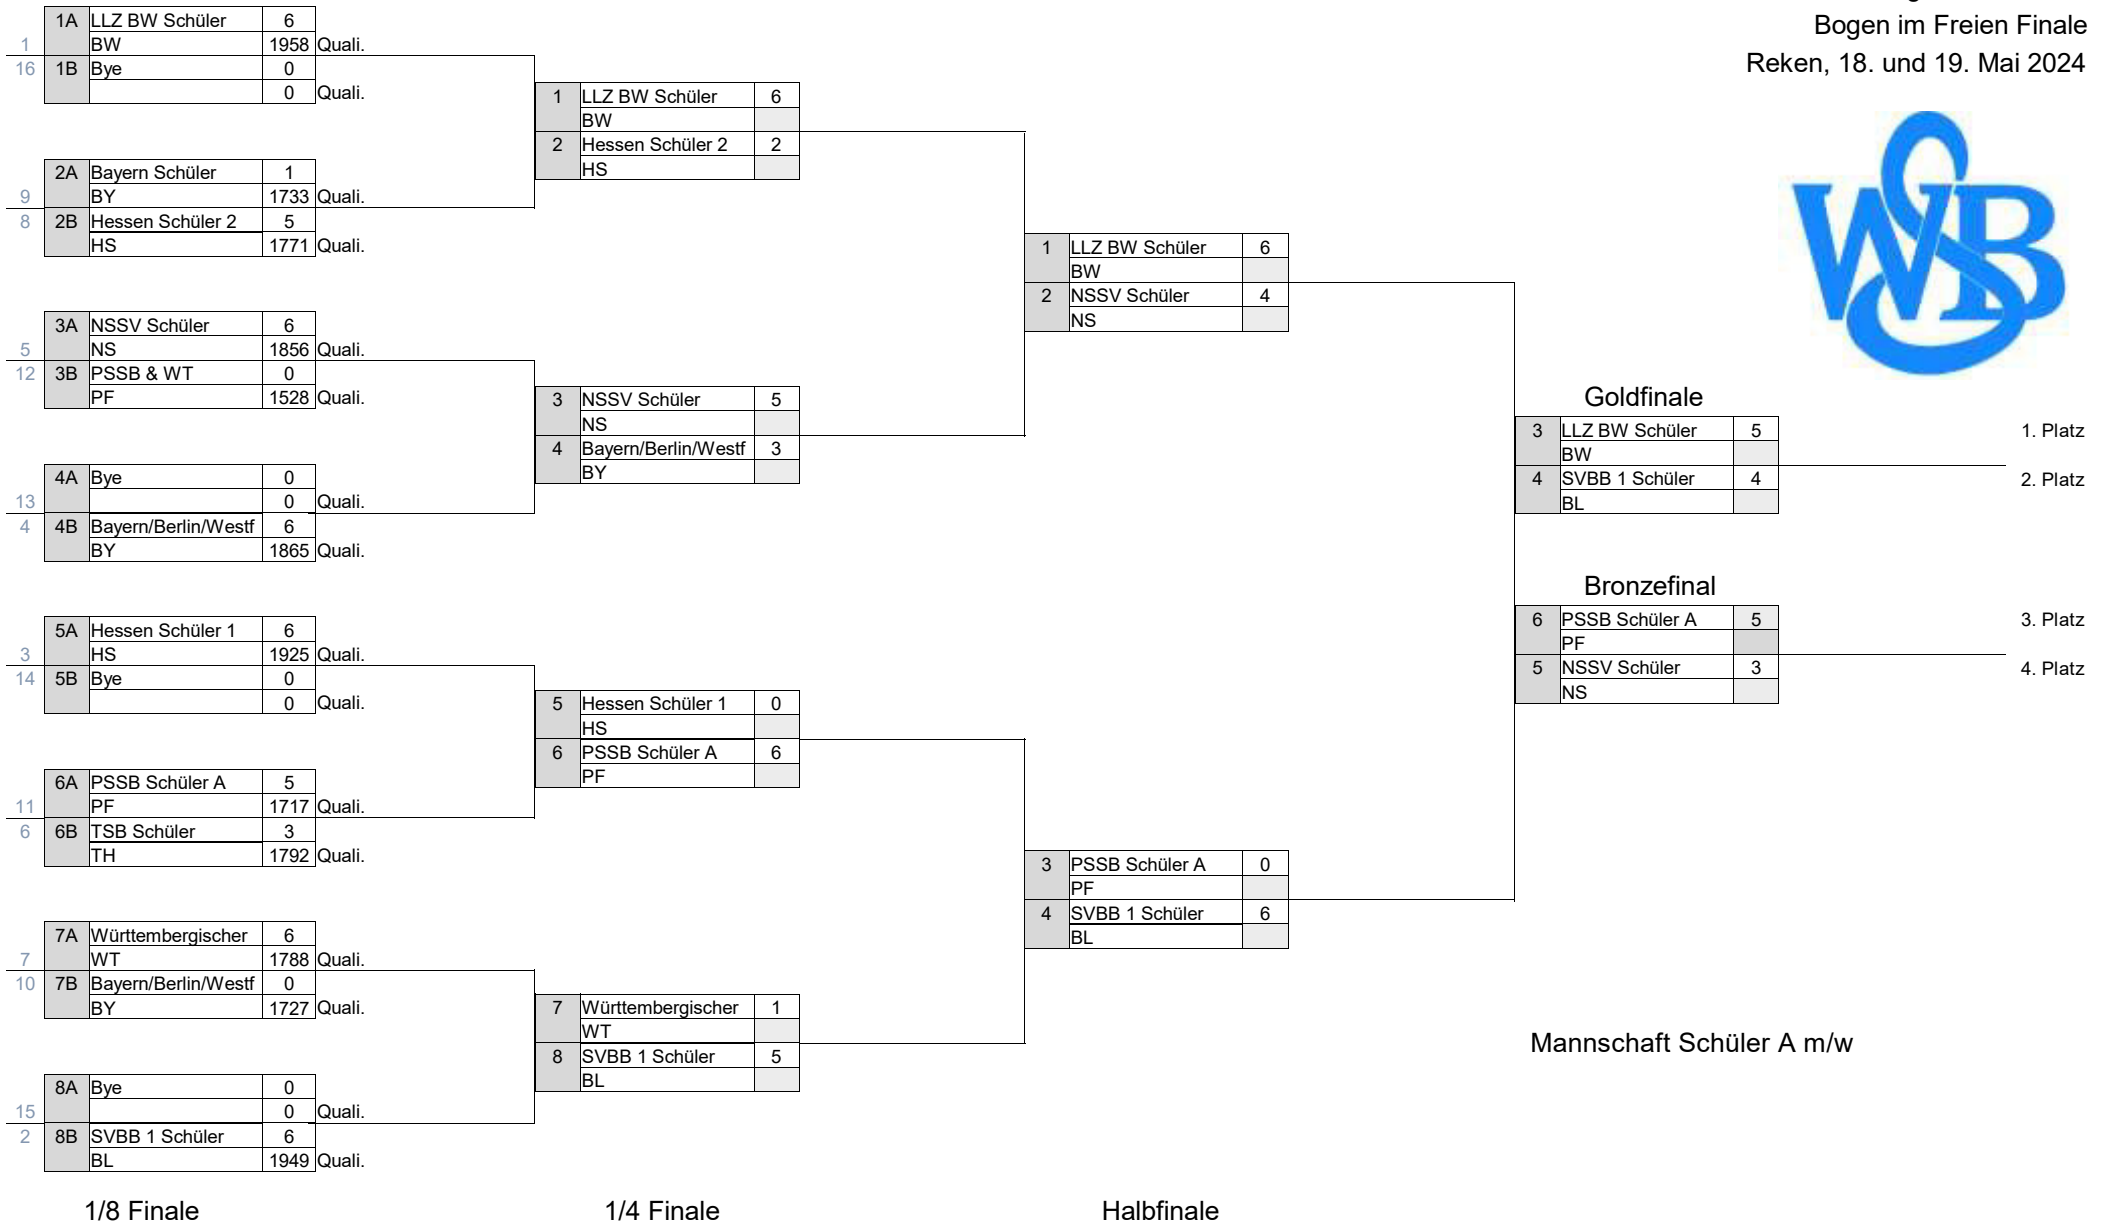 Bogen im Freien Finale
Reken, 18. und 19. Mai 2024
WSB
1A LLZ BW Schüler 6
1 BW 1958 Quali.
16 1B Bye 0
0 Quali.
2A Bayern Schüler 1
9 BY 1733 Quali.
8 2B Hessen Schüler 2 5
HS 1771 Quali.
3A NSSV Schüler 6
5 NS 1856 Quali.
12 3B PSSB & WT 0
PF 1528 Quali.
4A Bye 0
13 0 Quali.
4 4B Bayern/Berlin/Westf 6
BY 1865 Quali.
5A Hessen Schüler 1 6
3 HS 1925 Quali.
14 5B Bye 0
0 Quali.
6A PSSB Schüler A 5
11 PF 1717 Quali.
6 6B TSB Schüler 3
TH 1792 Quali.
7A Württembergischer 6
7 WT 1788 Quali.
10 7B Bayern/Berlin/Westf 0
BY 1727 Quali.
8A Bye 0
15 0 Quali.
2 8B SVBB 1 Schüler 6
BL 1949 Quali.
1/8 Finale
1 LLZ BW Schüler 6
BW
2 Hessen Schüler 2 2
HS
3 NSSV Schüler 5
NS
4 Bayern/Berlin/Westf 3
BY
5 Hessen Schüler 1 0
HS
6 PSSB Schüler A 6
PF
7 Württembergischer 1
WT
8 SVBB 1 Schüler 5
BL
1/4 Finale
1 LLZ BW Schüler 6
BW
2 NSSV Schüler 4
NS
3 PSSB Schüler A 0
PF
4 SVBB 1 Schüler 6
BL
Halbfinale
Goldfinale
3 LLZ BW Schüler 5 1. Platz
BW
4 SVBB 1 Schüler 4 2. Platz
BL
Bronzefinal
6 PSSB Schüler A 5 3. Platz
PF
5 NSSV Schüler 3 4. Platz
NS
Mannschaft Schüler A m/w